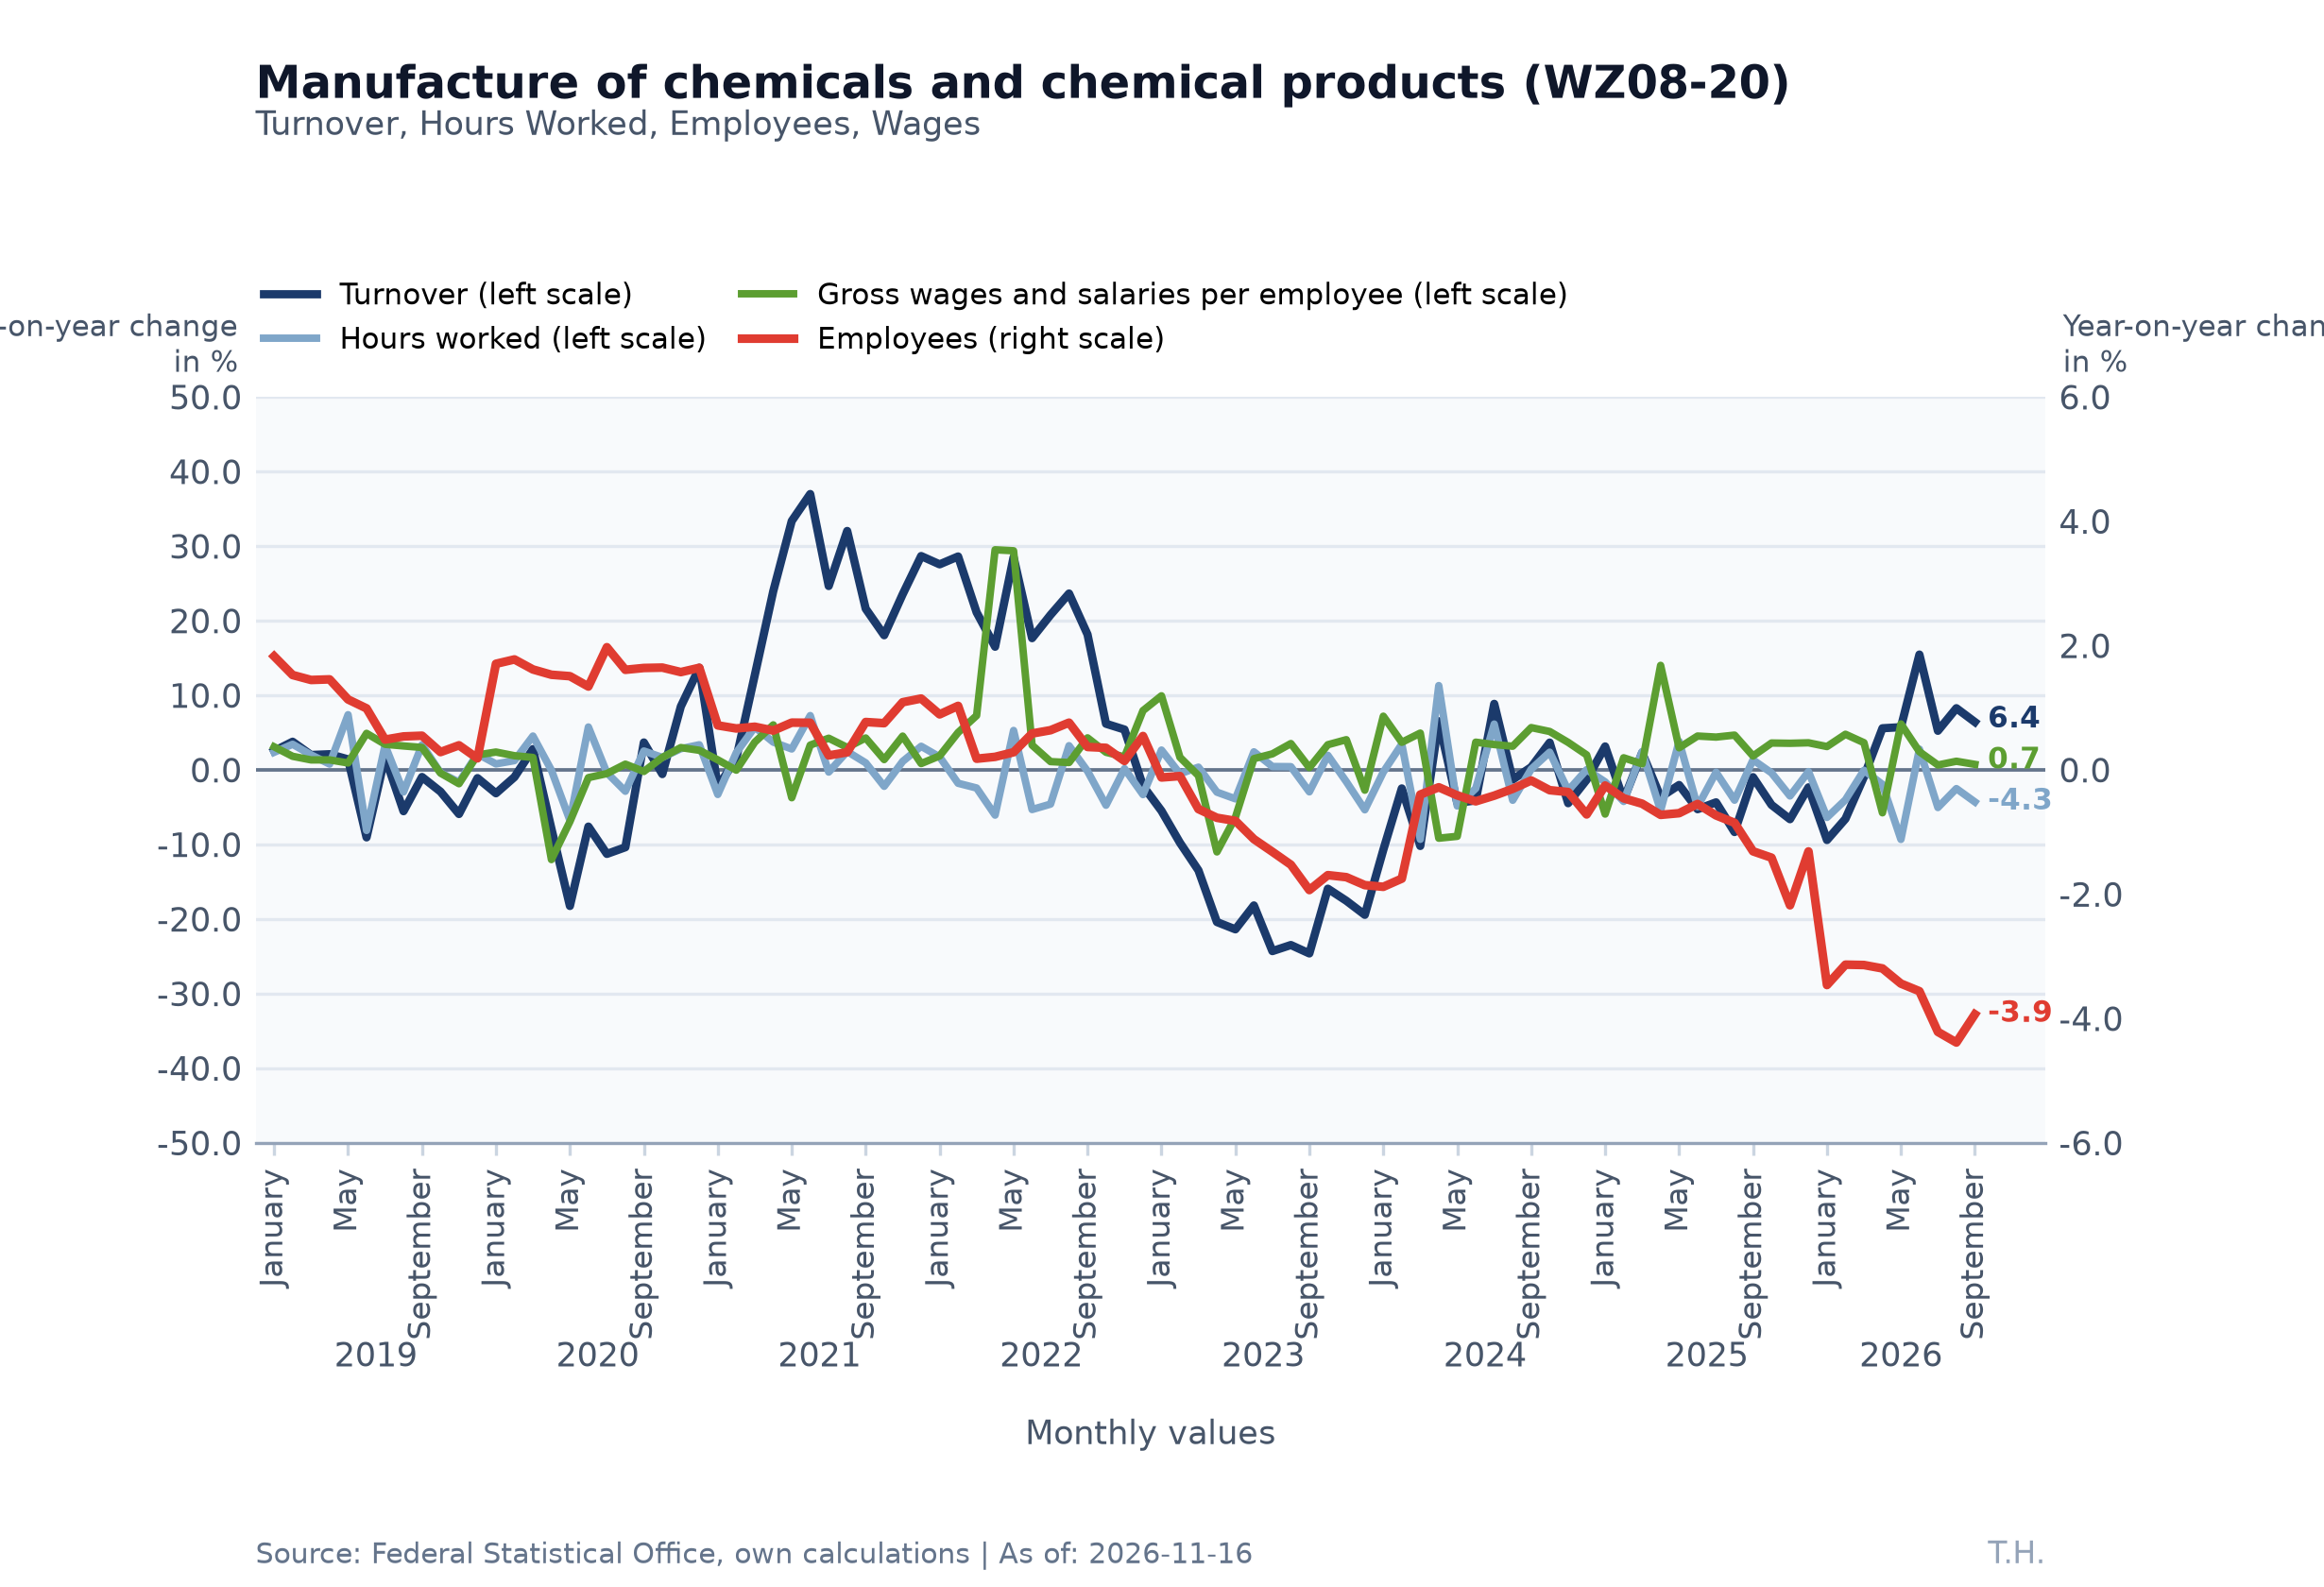 Manufacture of chemicals and chemical products (WZ08-20)
Turnover, Hours Worked, Employees, Wages
Turnover (left scale)
Hours worked (left scale)
Gross wages and salaries per employee (left scale)
Employees (right scale)
-on-year change
in %
Year-on-year chan
in %
50.0
40.0
30.0
20.0
10.0
0.0
-10.0
-20.0
-30.0
-40.0
-50.0
6.0
4.0
2.0
0.0
-2.0
-4.0
-6.0
6.4
0.7
-4.3
-3.9
January
May
September
January
May
September
January
May
September
January
May
September
January
May
September
January
May
September
January
May
September
January
May
September
2019
2020
2021
2022
2023
2024
2025
2026
Monthly values
Source: Federal Statistical Office, own calculations | As of: 2026-11-16
T.H.